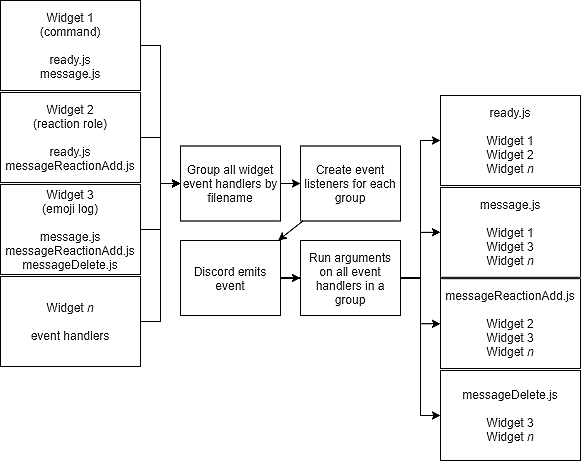 Widget 1
(command)
ready.js
message.js
Widget 2
(reaction role)
ready.js
messageReactionAdd.js
Widget 3
(emoji log)
message.js
messageReactionAdd.js
messageDelete.js
Widget n
event handlers
Group all widget
event handlers by
filename
Create event
listeners for each
group
Discord emits
event
Run arguments
on all event
handlers in a
group
ready.js
Widget 1
Widget 2
Widget n
message.js
Widget 1
Widget 3
Widget n
messageReactionAdd.js
Widget 2
Widget 3
Widget n
messageDelete.js
Widget 3
Widget n